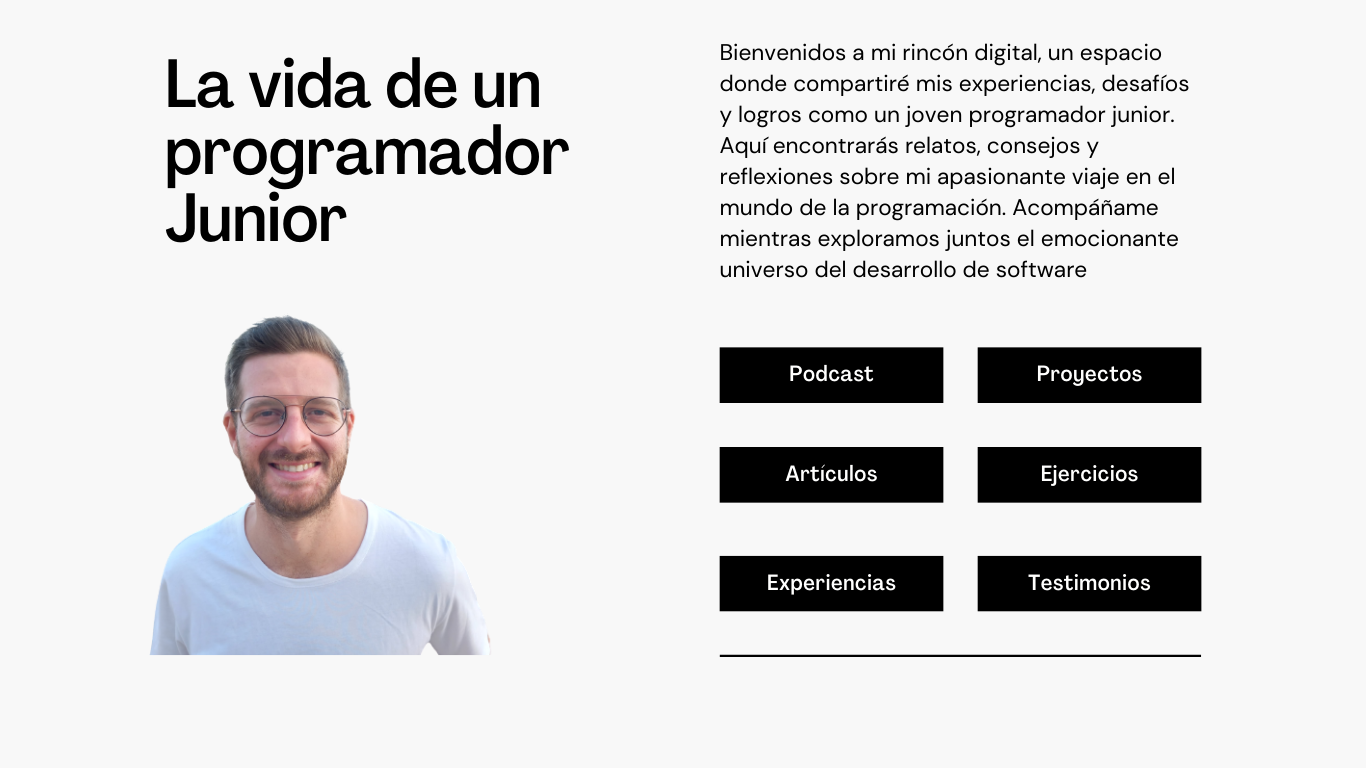 La vida de un
programador
Junior
Bienvenidos a mi rincón digital, un espacio
donde compartiré mis experiencias, desafíos
y logros como un joven programador junior.
Aquí encontrarás relatos, consejos y
reflexiones sobre mi apasionante viaje en el
mundo de la programación. Acompáñame
mientras exploramos juntos el emocionante
universo del desarrollo de software
Podcast
Proyectos
Artículos
Ejercicios
Experiencias
Testimonios